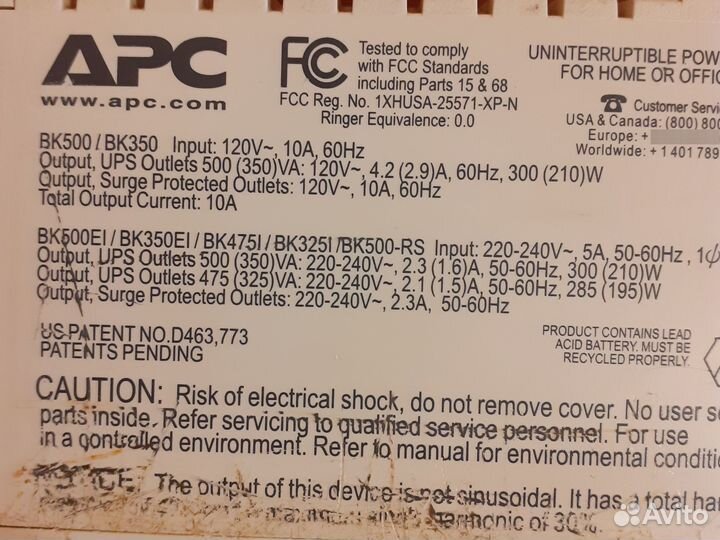 APC
www.apc.com
FC
Tested to comply
with FCC Standards
including Parts 15 & 68
FCC Reg. No. 1XHUSA-25571-XP-N
Ringer Equivalence: 0.0
UNINTERRUPTIBLE POW
FOR HOME OR OFFIC
Customer Service
USA & Canada: (800) 800
Europe: +
Worldwide: + 1 401 789
BK500 / BK350 Input: 120V~, 10A, 60Hz
Output, UPS Outlets 500 (350)VA: 120V~, 4.2 (2.9)A, 60Hz, 300 (210)W
Output, Surge Protected Outlets: 120V~, 10A, 60Hz
Total Output Current: 10A
BK500EI / BK350EI / BK475I / BK325I / BK500-RS Input: 220-240V~, 5A, 50-60Hz , 1ϕ
Output, UPS Outlets 500 (350)VA: 220-240V~, 2.3 (1.6)A, 50-60Hz, 300 (210)W
Output, UPS Outlets 475 (325)VA: 220-240V~, 2.1 (1.5)A, 50-60Hz, 285 (195)W
Output, Surge Protected Outlets: 220-240V~, 2.3A, 50-60Hz
US PATENT NO.D463,773
PATENTS PENDING
PRODUCT CONTAINS LEAD
ACID BATTERY. MUST BE
RECYCLED PROPERLY.
CAUTION: Risk of electrical shock, do not remove cover. No user se
parts inside. Refer servicing to qualified service personnel. For use
in a controlled environment. Refer to manual for environmental conditio
NOTICE: The output of this device is not sinusoidal. It has a total har
harmonic of 30%.
Avito